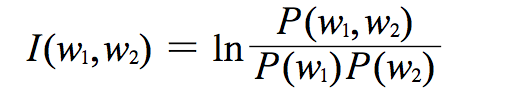 I(w₁,w₂) = ln P(w₁,w₂) / P(w₁)P(w₂)